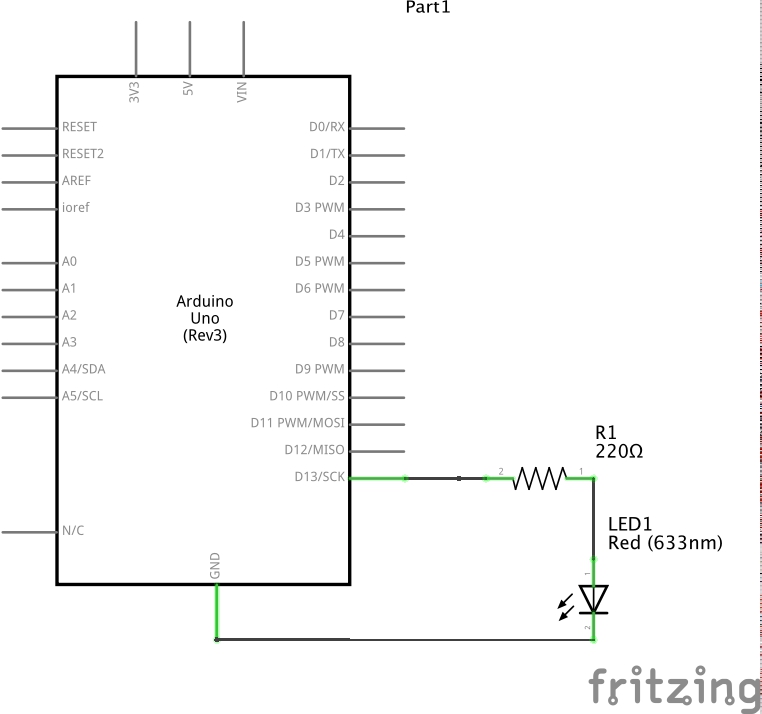 Part1
3V3
5V
VIN
RESET
RESET2
AREF
ioref
A0
A1
A2
A3
A4/SDA
A5/SCL
N/C
Arduino
Uno
(Rev3)
D0/RX
D1/TX
D2
D3 PWM
D4
D5 PWM
D6 PWM
D7
D8
D9 PWM
D10 PWM/SS
D11 PWM/MOSI
D12/MISO
D13/SCK
GND
2
1
R1
220Ω
LED1
Red (633nm)
1
2
fritzing